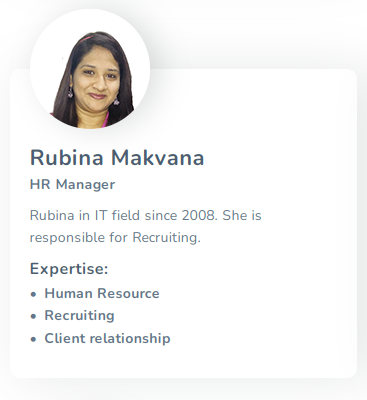 Rubina Makvana
HR Manager
Rubina in IT field since 2008. She is
responsible for Recruiting.
Expertise:
• Human Resource
• Recruiting
• Client relationship